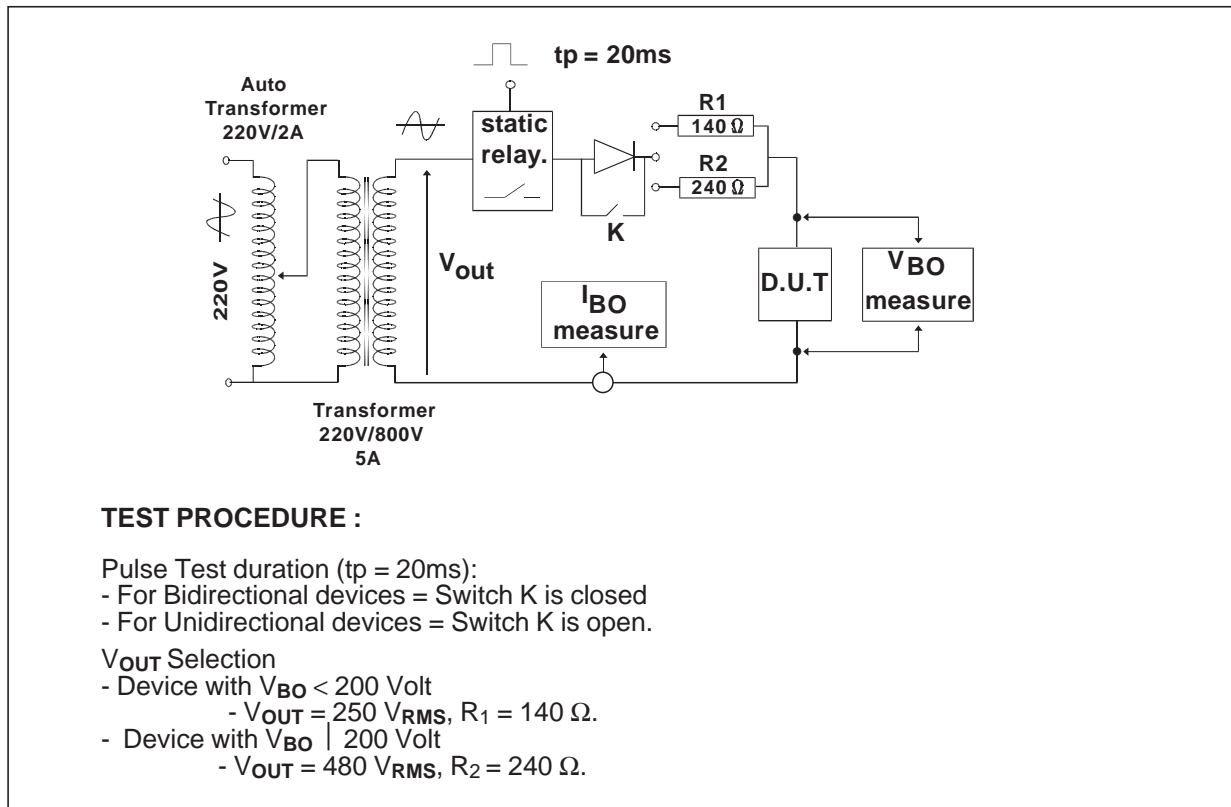 tp = 20ms
Auto
Transformer
220V/2A
static
relay.
R1
140 Ω
R2
240 Ω
K
220V
Vout
IBO
measure
D.U.T
VBO
measure
Transformer
220V/800V
5A
TEST PROCEDURE :
Pulse Test duration (tp = 20ms):
- For Bidirectional devices = Switch K is closed
- For Unidirectional devices = Switch K is open.
VOUT Selection
- Device with VBO < 200 Volt
- VOUT = 250 VRMS, R1 = 140 Ω.
- Device with VBO | 200 Volt
- VOUT = 480 VRMS, R2 = 240 Ω.